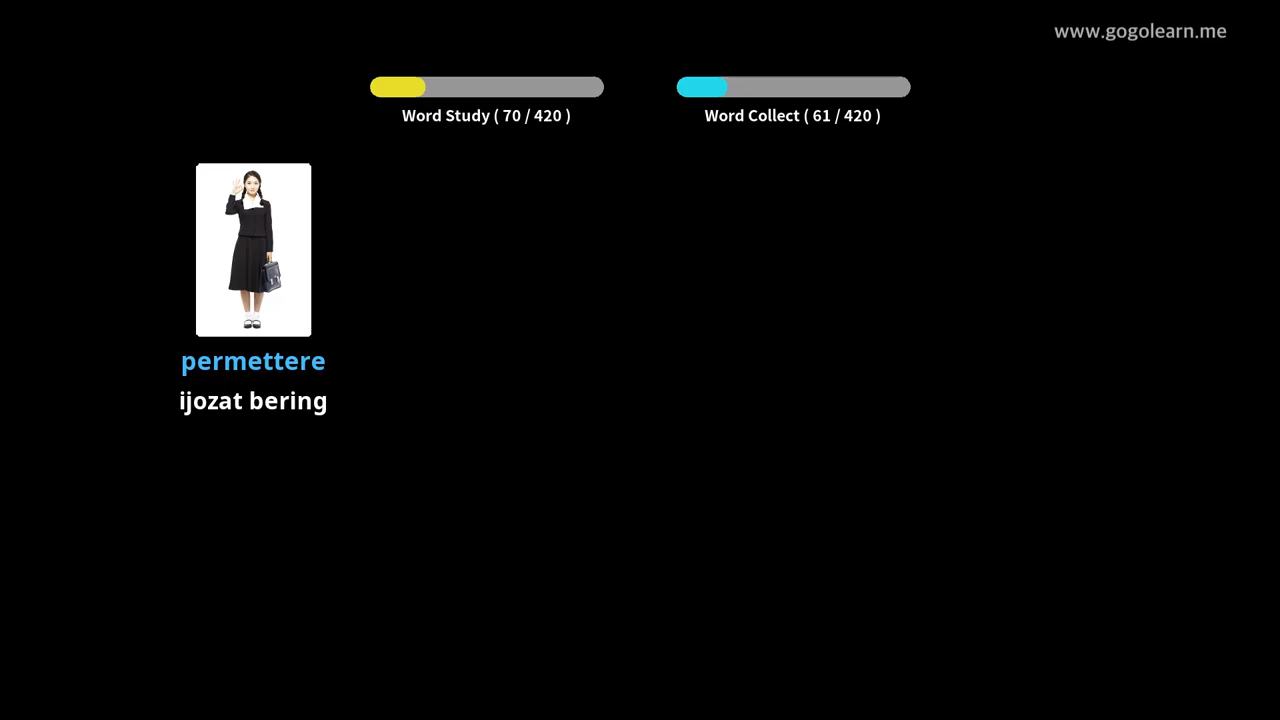 www.gogolearn.me
Word Study ( 70 / 420 )
Word Collect ( 61 / 420 )
permettere
ijozat bering